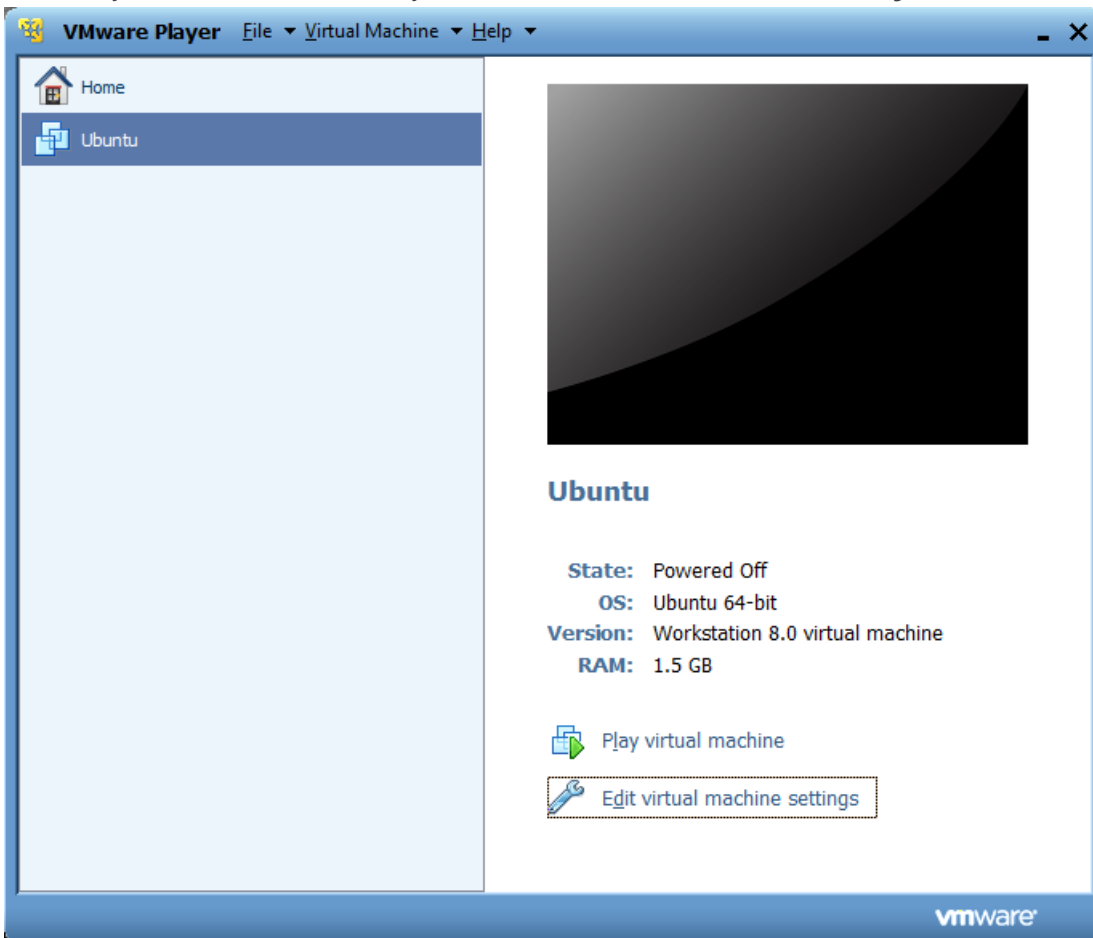 VMware Player File Virtual Machine Help
Home
Ubuntu
Ubuntu
State: Powered Off
OS: Ubuntu 64-bit
Version: Workstation 8.0 virtual machine
RAM: 1.5 GB
Play virtual machine
Edit virtual machine settings
vmware